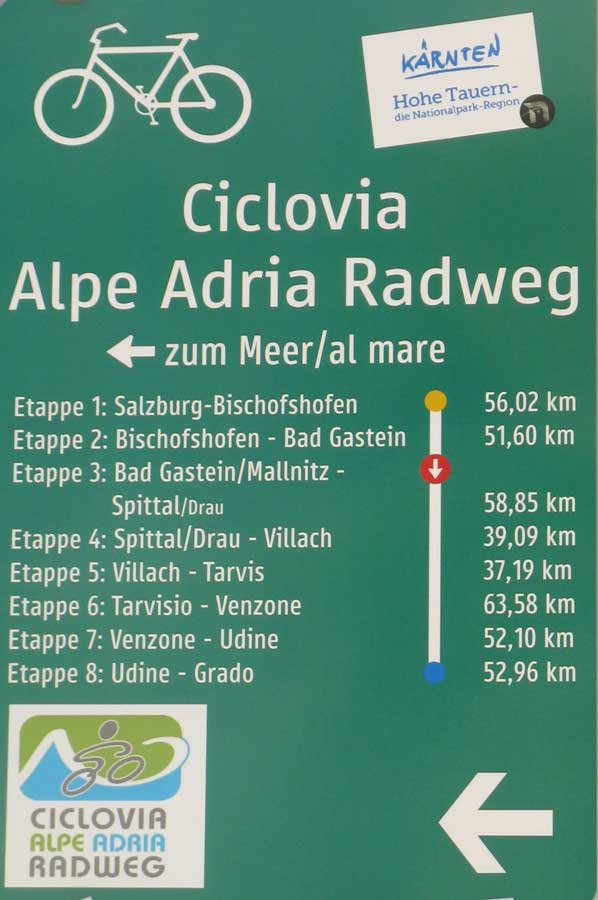 KÄRNTEN
Hohe Tauern-
die Nationalpark-Region
Ciclovia
Alpe Adria Radweg
zum Meer/al mare
Etappe 1: Salzburg-Bischofshofen 56,02 km
Etappe 2: Bischofshofen - Bad Gastein 51,60 km
Etappe 3: Bad Gastein/Mallnitz -
Spittal/Drau 58,85 km
Etappe 4: Spittal/Drau - Villach 39,09 km
Etappe 5: Villach - Tarvis 37,19 km
Etappe 6: Tarvisio - Venzone 63,58 km
Etappe 7: Venzone - Udine 52,10 km
Etappe 8: Udine - Grado 52,96 km
CICLOVIA
ALPE ADRIA
RADWEG